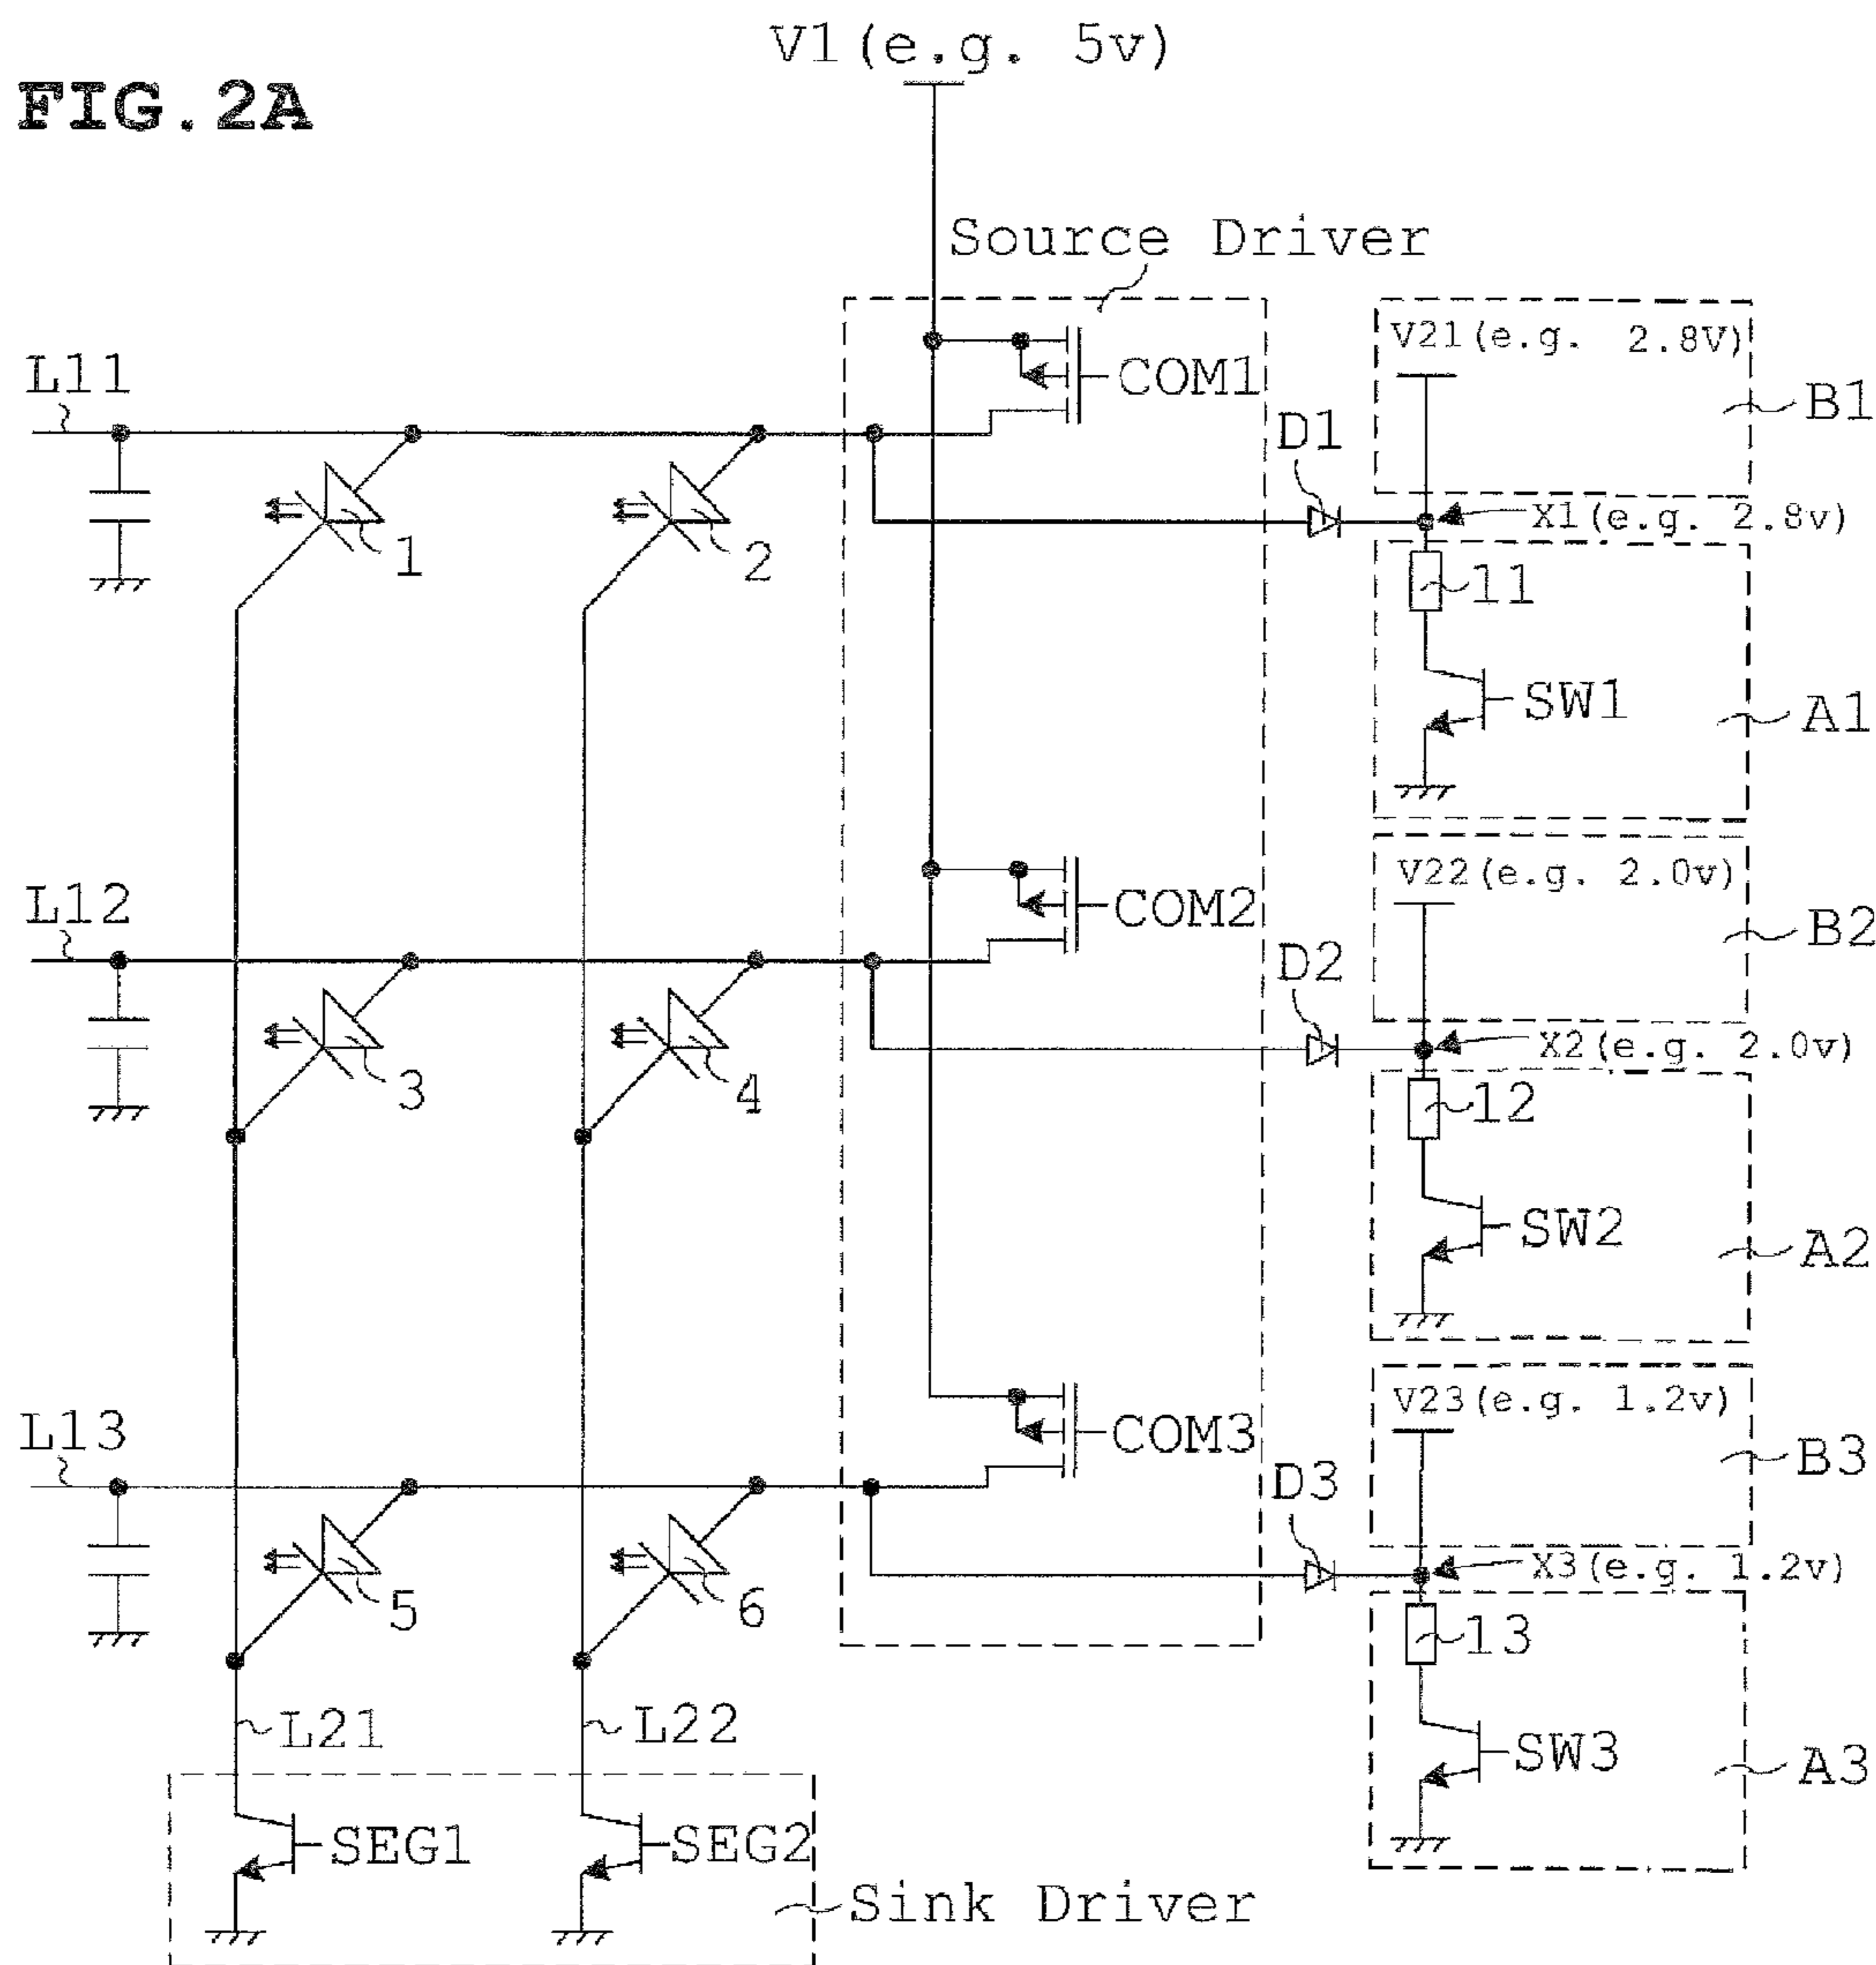 V1(e.g. 5v)
FIG.2A
Source Driver
V21(e.g. 2.8V)
COM1
L11
B1
D1
X1(e.g. 2.8v)
1
2
11
SW1
A1
V22(e.g. 2.0v)
L12
COM2
B2
D2
X2(e.g. 2.0v)
3
4
12
SW2
A2
V23(e.g. 1.2v)
L13
COM3
B3
D3
X3(e.g. 1.2v)
5
6
13
L21
L22
SW3
A3
SEG1
SEG2
Sink Driver